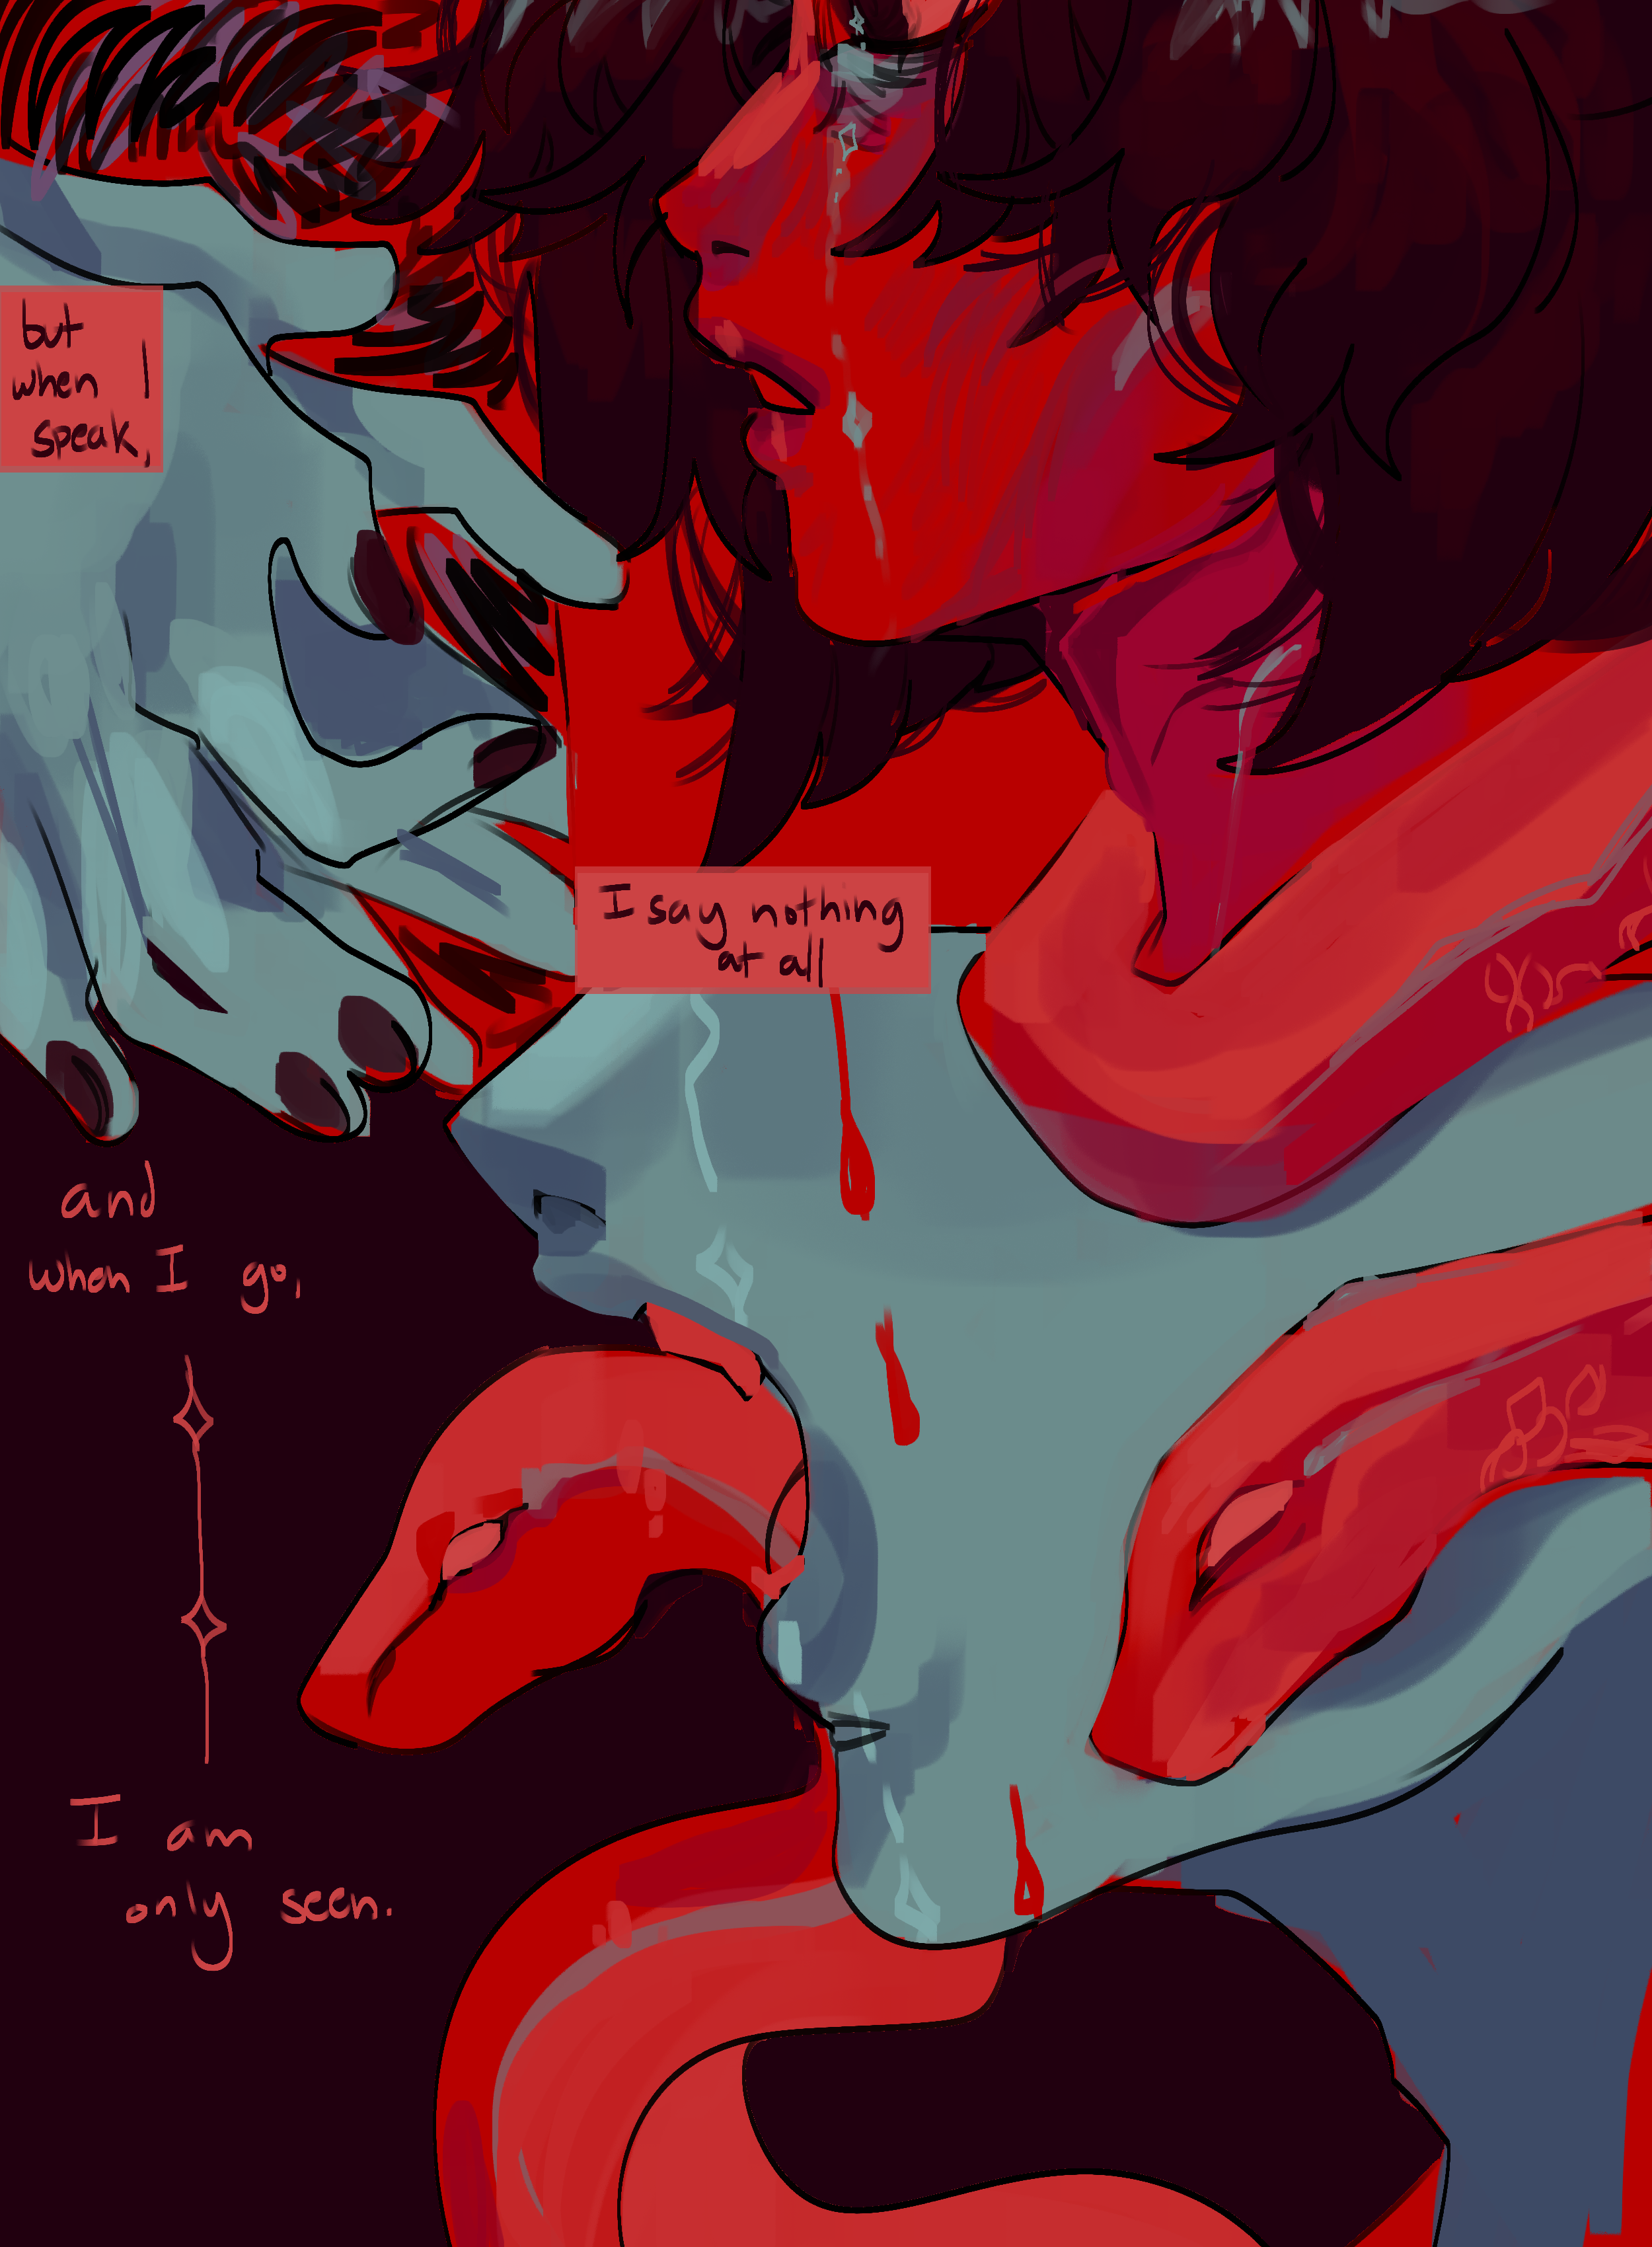 but
when I
speak,
I say nothing
at all
and
when I go,
I am
only seen.